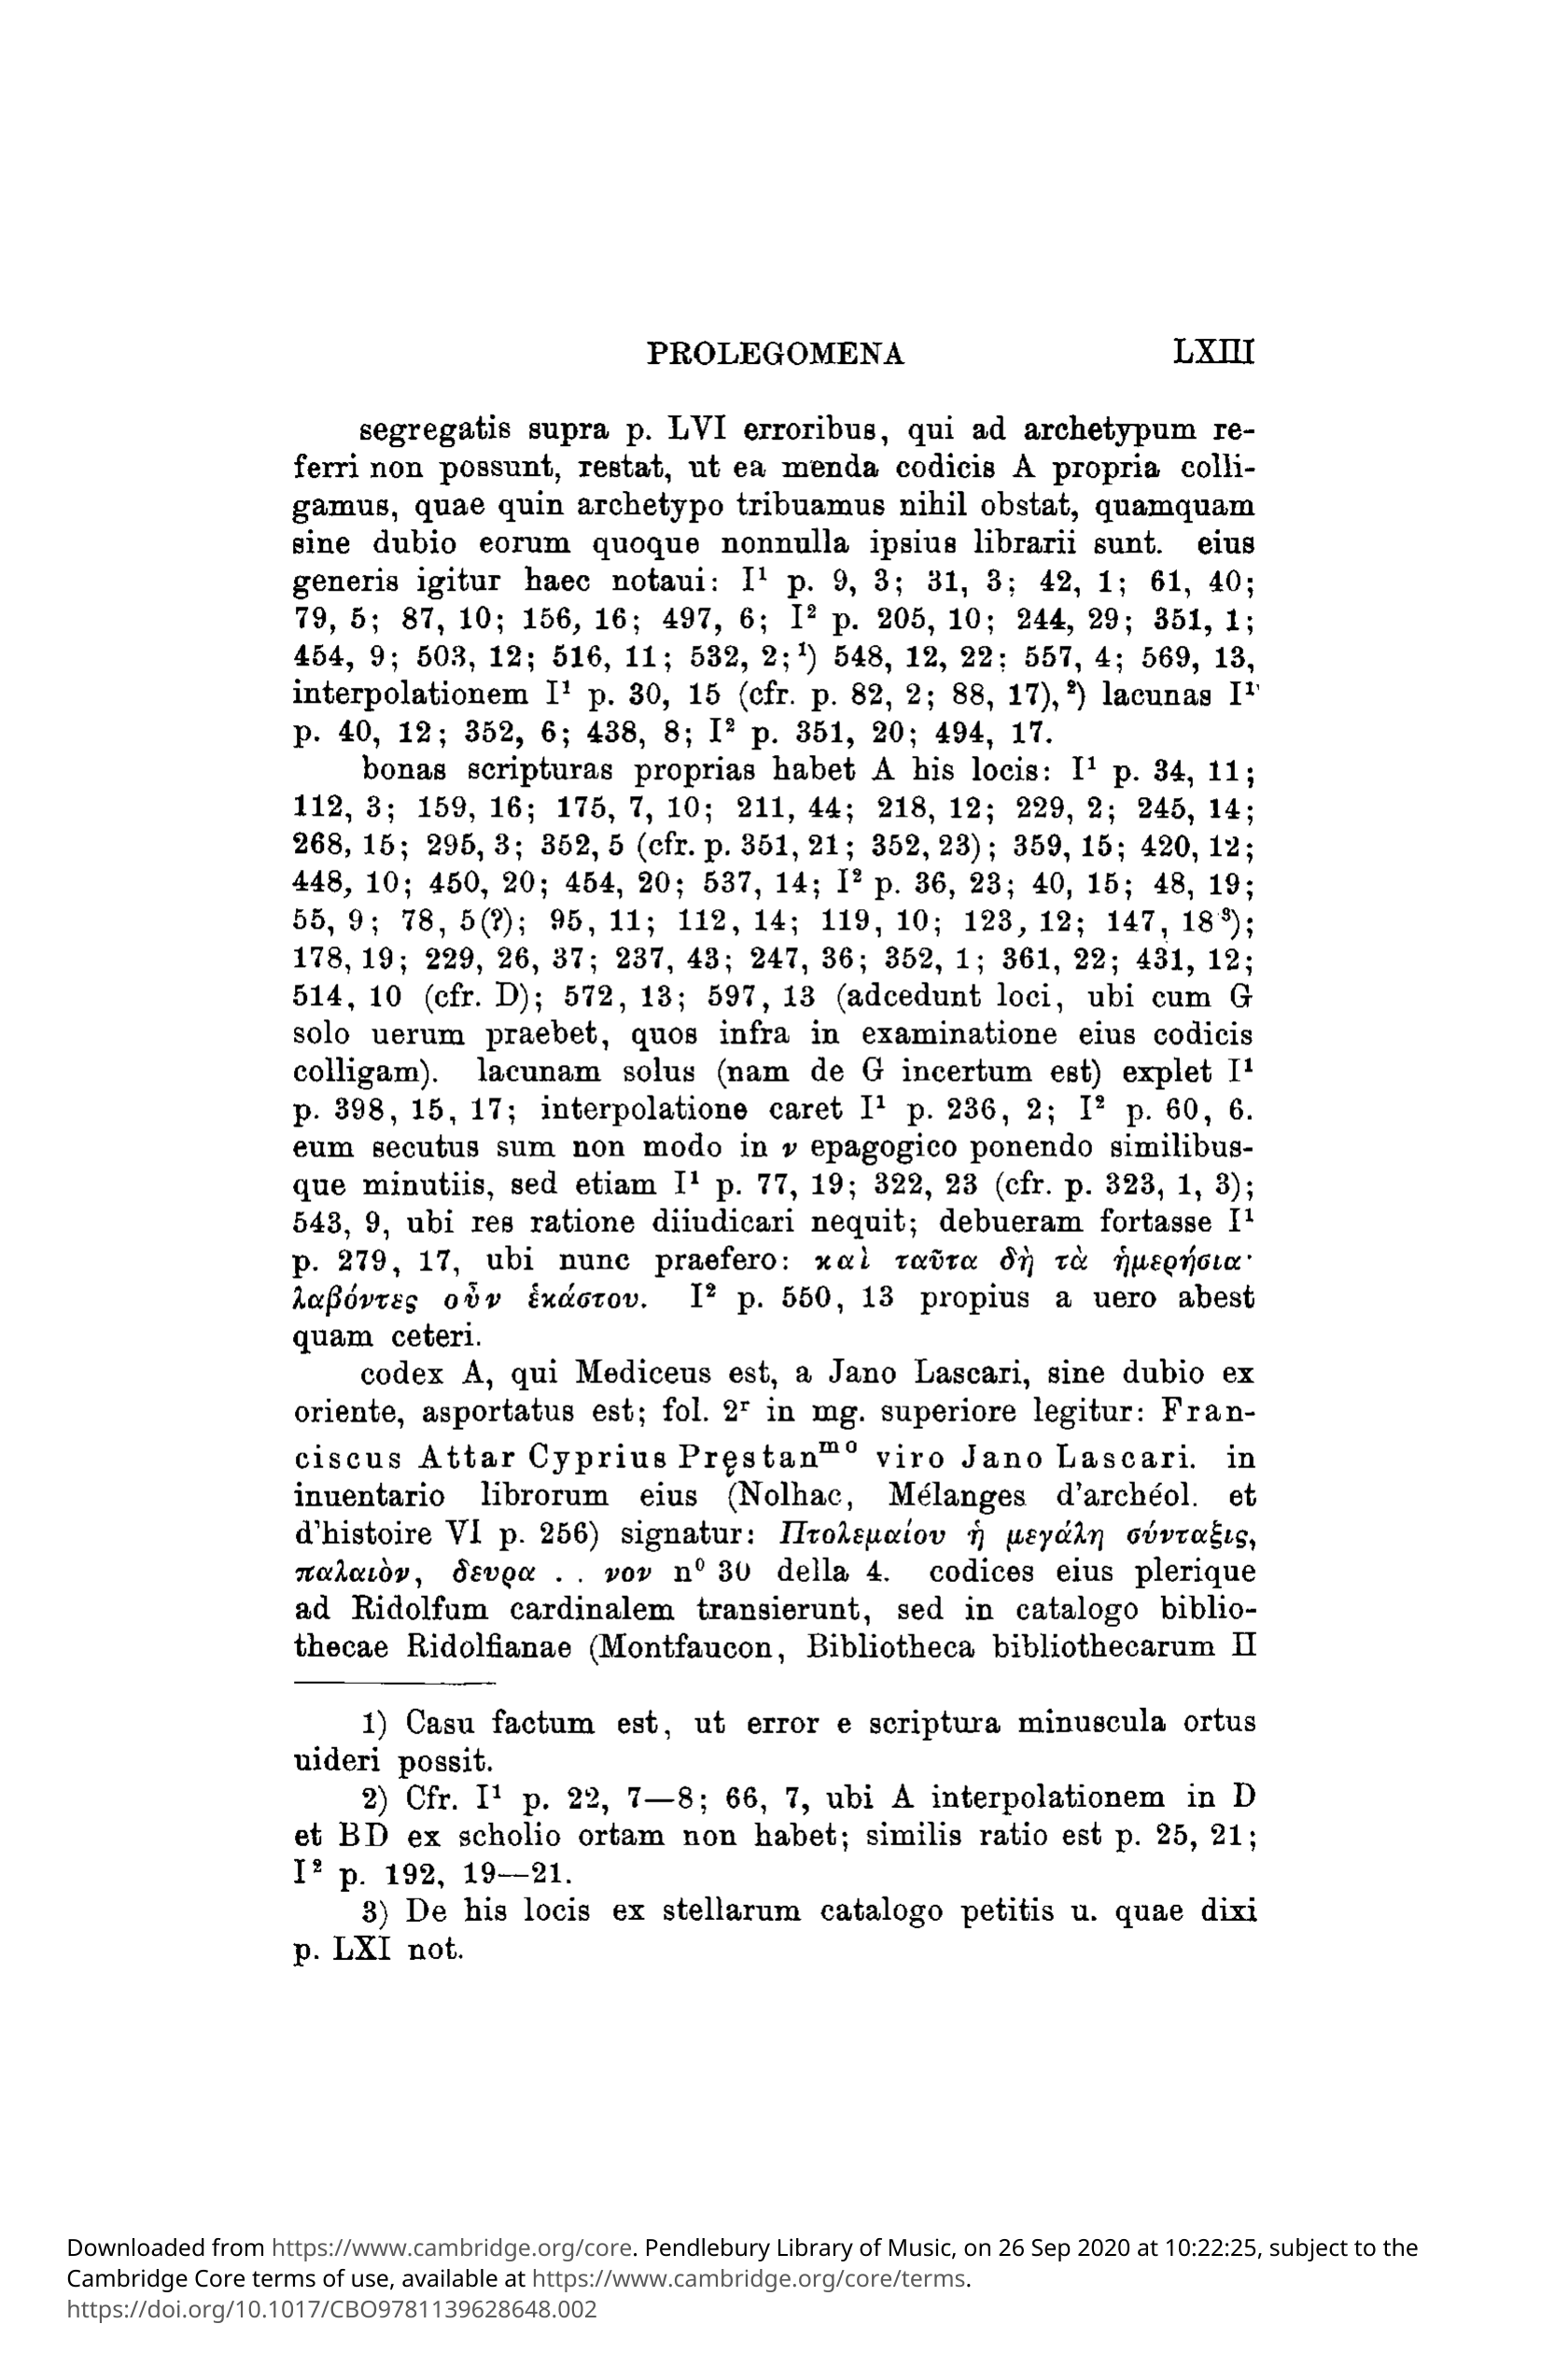 PROLEGOMENA LXIII
segregatis supra p. LVI erroribus, qui ad archetypum re-
ferri non possunt, restat, ut ea menda codicis A propria colli-
gamus, quae quin archetypo tribuamus nihil obstat, quamquam
sine dubio eorum quoque nonnulla ipsius librarii sunt. eius
generis igitur haec notaui: I¹ p. 9, 3; 31, 3; 42, 1; 61, 40;
79, 5; 87, 10; 156, 16; 497, 6; I² p. 205, 10; 244, 29; 351, 1;
454, 9; 503, 12; 516, 11; 532, 2;¹) 548, 12, 22; 557, 4; 569, 13,
interpolationem I¹ p. 30, 15 (cfr. p. 82, 2; 88, 17),²) lacunas I¹
p. 40, 12; 352, 6; 438, 8; I² p. 351, 20; 494, 17.
bonas scripturas proprias habet A his locis: I¹ p. 34, 11;
112, 3; 159, 16; 175, 7, 10; 211, 44; 218, 12; 229, 2; 245, 14;
268, 15; 295, 3; 352, 5 (cfr. p. 351, 21; 352, 23); 359, 15; 420, 12;
448, 10; 450, 20; 454, 20; 537, 14; I² p. 36, 23; 40, 15; 48, 19;
55, 9; 78, 5(?); 95, 11; 112, 14; 119, 10; 123, 12; 147, 18³);
178, 19; 229, 26, 37; 237, 43; 247, 36; 352, 1; 361, 22; 431, 12;
514, 10 (cfr. D); 572, 13; 597, 13 (adcedunt loci, ubi cum G
solo uerum praebet, quos infra in examinatione eius codicis
colligam). lacunam solus (nam de G incertum est) explet I¹
p. 398, 15, 17; interpolatione caret I¹ p. 236, 2; I² p. 60, 6.
eum secutus sum non modo in ν epagogico ponendo similibus-
que minutiis, sed etiam I¹ p. 77, 19; 322, 23 (cfr. p. 323, 1, 3);
543, 9, ubi res ratione diiudicari nequit; debueram fortasse I¹
p. 279, 17, ubi nunc praefero: καὶ ταῦτα δὴ τὰ ἡμερήσια·
λαβόντες οὖν ἑκάστου. I² p. 550, 13 propius a uero abest
quam ceteri.
codex A, qui Mediceus est, a Jano Lascari, sine dubio ex
oriente, asportatus est; fol. 2ʳ in mg. superiore legitur: Fran-
ciscus Attar Cyprius Pręstanᵐᵒ viro Jano Lascari. in
inuentario librorum eius (Nolhac, Mélanges d'archéol. et
d'histoire VI p. 256) signatur: Πτολεμαίου ἡ μεγάλη σύνταξις,
παλαιὸν, δευρα . . νον n⁰ 30 della 4. codices eius plerique
ad Ridolfum cardinalem transierunt, sed in catalogo biblio-
thecae Ridolfianae (Montfaucon, Bibliotheca bibliothecarum II
1) Casu factum est, ut error e scriptura minuscula ortus
uideri possit.
2) Cfr. I¹ p. 22, 7—8; 66, 7, ubi A interpolationem in D
et BD ex scholio ortam non habet; similis ratio est p. 25, 21;
I² p. 192, 19—21.
3) De his locis ex stellarum catalogo petitis u. quae dixi
p. LXI not.
Downloaded from https://www.cambridge.org/core. Pendlebury Library of Music, on 26 Sep 2020 at 10:22:25, subject to the
Cambridge Core terms of use, available at https://www.cambridge.org/core/terms.
https://doi.org/10.1017/CBO9781139628648.002